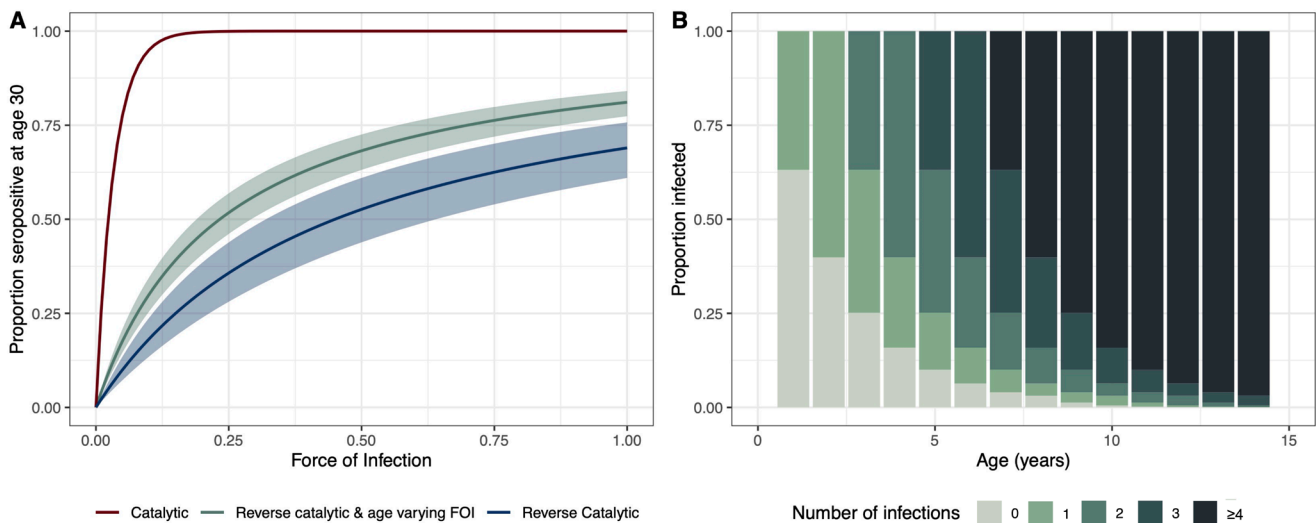 A
Proportion seropositive at age 30
1.00
0.75
0.50
0.25
0.00
0.00 0.25 0.50 0.75 1.00
Force of Infection
Catalytic Reverse catalytic & age varying FOI Reverse Catalytic
B
Proportion infected
1.00
0.75
0.50
0.25
0.00
0 5 10 15
Age (years)
Number of infections 0 1 2 3 ≥4